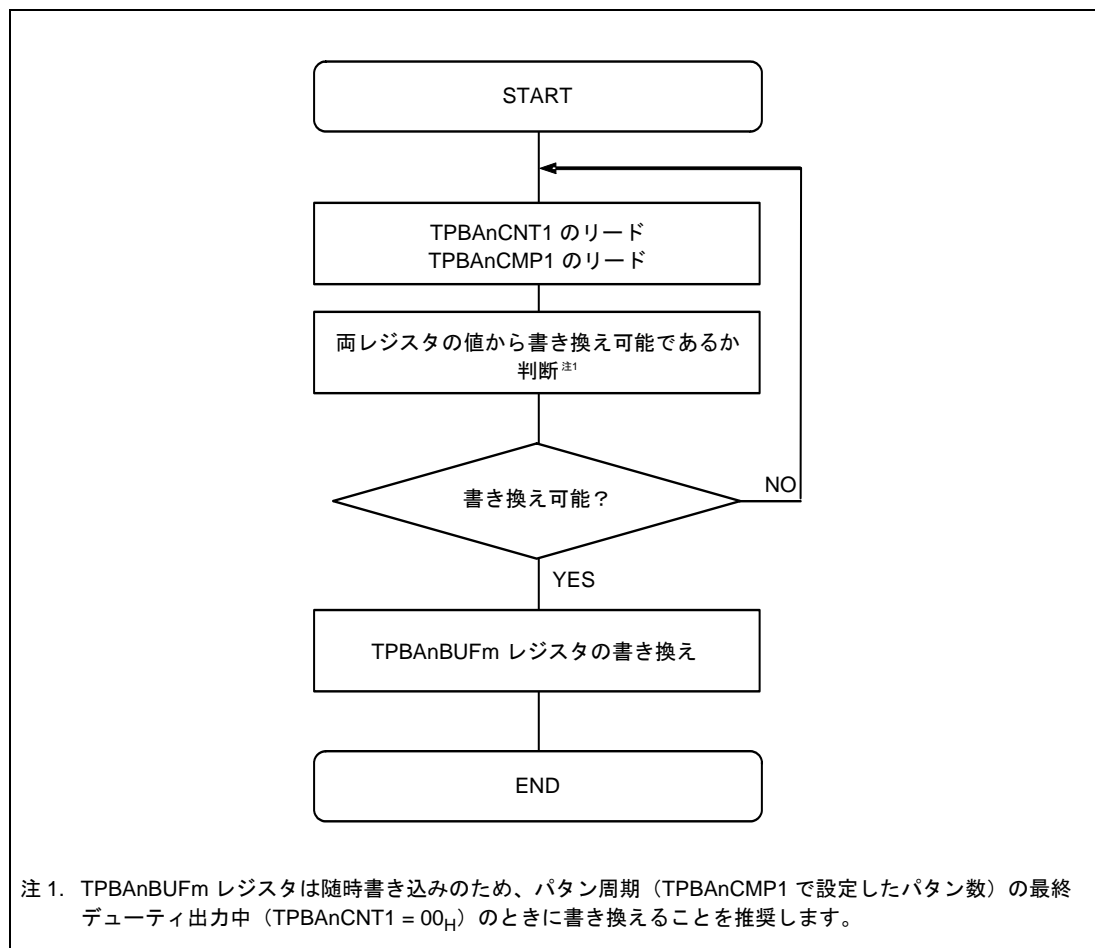 START
TPBAnCNT1 のリード
TPBAnCMP1 のリード
両レジスタの値から書き換え可能であるか
判断注1
書き換え可能？
NO
YES
TPBAnBUFm レジスタの書き換え
END
注 1. TPBAnBUFm レジスタは随時書き込みのため、パタン周期（TPBAnCMP1 で設定したパタン数）の最終
デューティ出力中（TPBAnCNT1 = 00H）のときに書き換えることを推奨します。